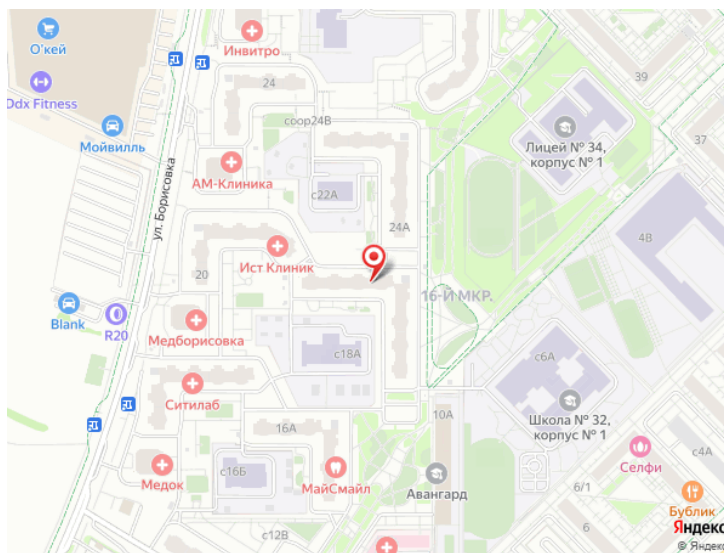 О'кей
Инвитро
24
39
Ddx Fitness
Мойвилль
соор24В
Лицей № 34,
корпус № 1
37
ул. Борисовка
АМ-Клиника
с22А
24А
4В
20
Ист Клиник
16-Й МКР.
Blank
R20
Медборисовка
с18А
с6А
Ситилаб
16А
10А
Школа № 32,
корпус № 1
с4А
Селфи
с16Б
Медок
МайСмайл
Авангард
6/1
Бублик
6
с12В
Яндекс
© Яндекс